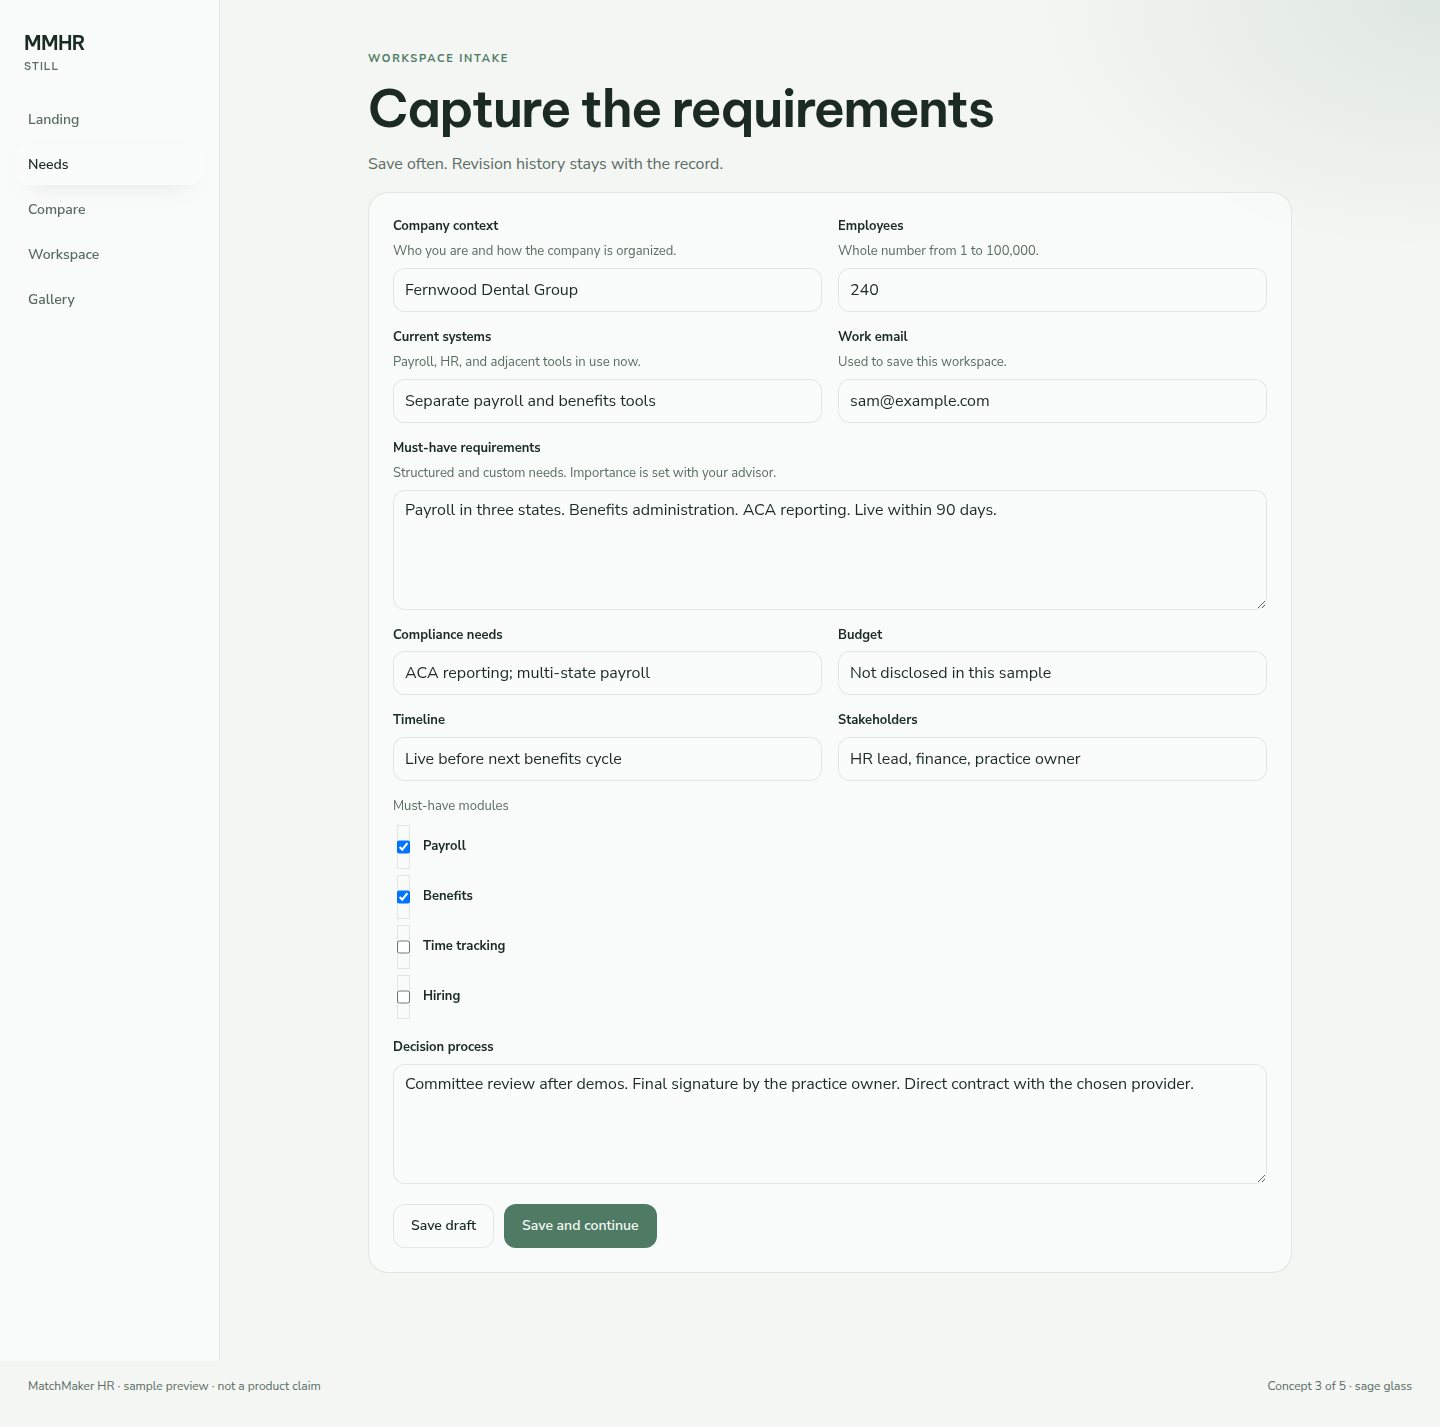 MMHR
STILL
Landing
Needs
Compare
Workspace
Gallery
WORKSPACE INTAKE
Capture the requirements
Save often. Revision history stays with the record.
Company context
Who you are and how the company is organized.
Fernwood Dental Group
Employees
Whole number from 1 to 100,000.
240
Current systems
Payroll, HR, and adjacent tools in use now.
Separate payroll and benefits tools
Work email
Used to save this workspace.
sam@example.com
Must-have requirements
Structured and custom needs. Importance is set with your advisor.
Payroll in three states. Benefits administration. ACA reporting. Live within 90 days.
Compliance needs
ACA reporting; multi-state payroll
Budget
Not disclosed in this sample
Timeline
Live before next benefits cycle
Stakeholders
HR lead, finance, practice owner
Must-have modules
Payroll
Benefits
Time tracking
Hiring
Decision process
Committee review after demos. Final signature by the practice owner. Direct contract with the chosen provider.
Save draft
Save and continue
MatchMaker HR · sample preview · not a product claim
Concept 3 of 5 · sage glass